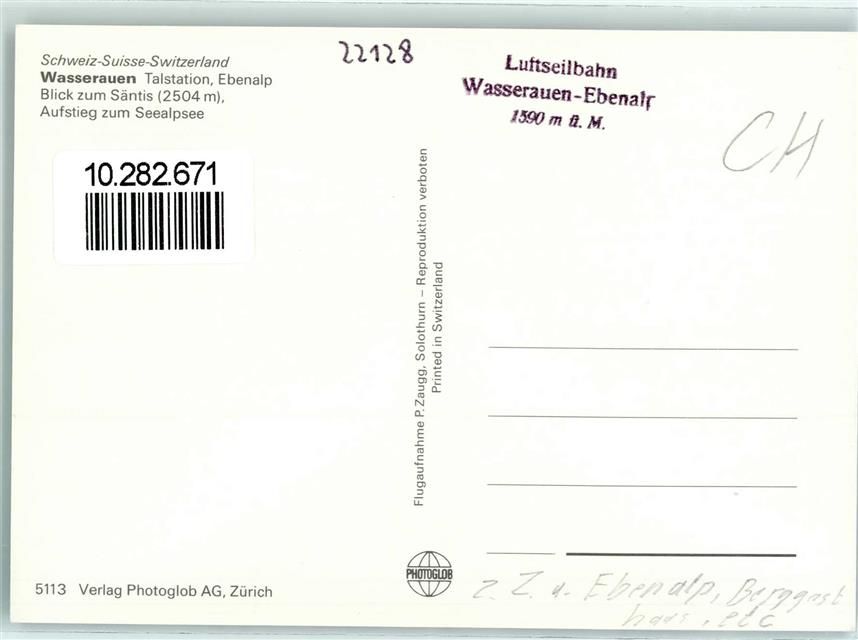 Schweiz-Suisse-Switzerland
Wasserauen Talstation, Ebenalp
Blick zum Säntis (2504 m),
Aufstieg zum Seealpsee
22128
Luftseilbahn
Wasserauen-Ebenalp
1590 m ü. M.
CH
10.282.671
Flugaufnahme P. Zaugg, Solothurn – Reproduktion verboten
Printed in Switzerland
PHOTOGLOB
5113 Verlag Photoglob AG, Zürich
z. Z. u. Ebenalp, Berggast
haus, etc